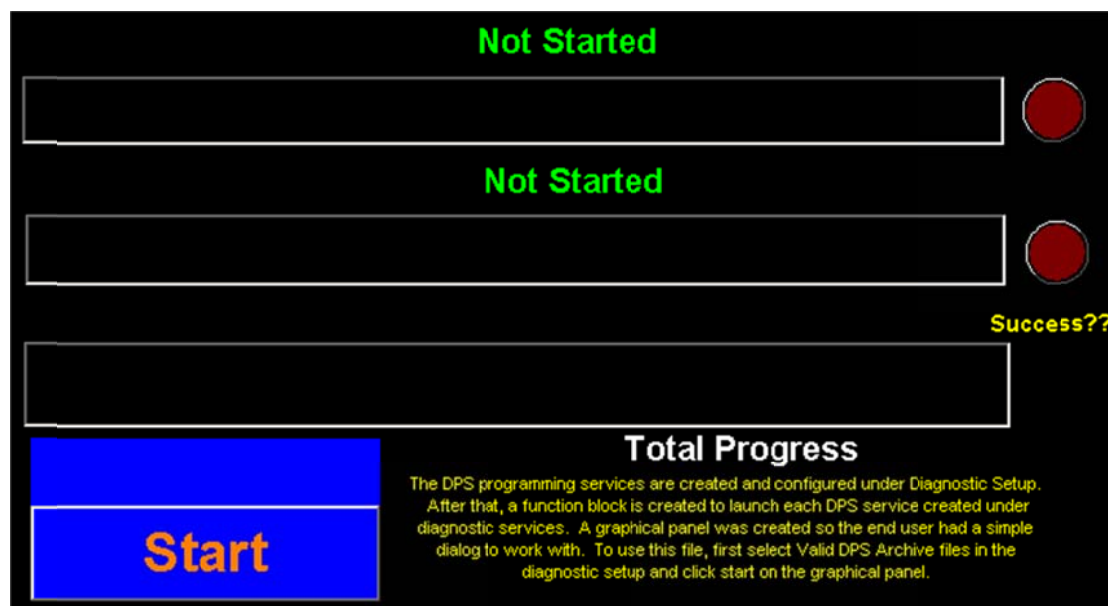 Not Started
Not Started
Success??
Total Progress
The DPS programming services are created and configured under Diagnostic Setup.
After that, a function block is created to launch each DPS service created under
diagnostic services. A graphical panel was created so the end user had a simple
dialog to work with. To use this file, first select Valid DPS Archive files in the
diagnostic setup and click start on the graphical panel.
Start